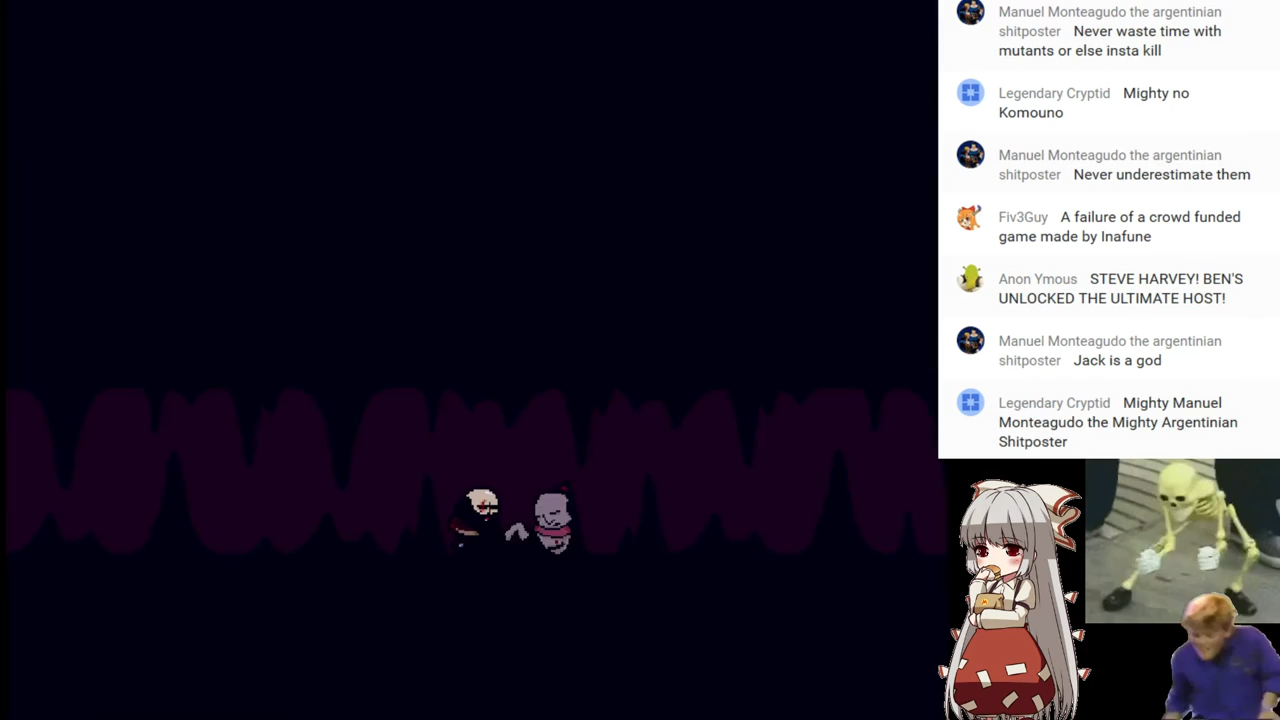 Manuel Monteagudo the argentinian
shitposter Never waste time with
mutants or else insta kill
Legendary Cryptid Mighty no
Komouno
Manuel Monteagudo the argentinian
shitposter Never underestimate them
Fiv3Guy A failure of a crowd funded
game made by Inafune
Anon Ymous STEVE HARVEY! BEN'S
UNLOCKED THE ULTIMATE HOST!
Manuel Monteagudo the argentinian
shitposter Jack is a god
Legendary Cryptid Mighty Manuel
Monteagudo the Mighty Argentinian
Shitposter